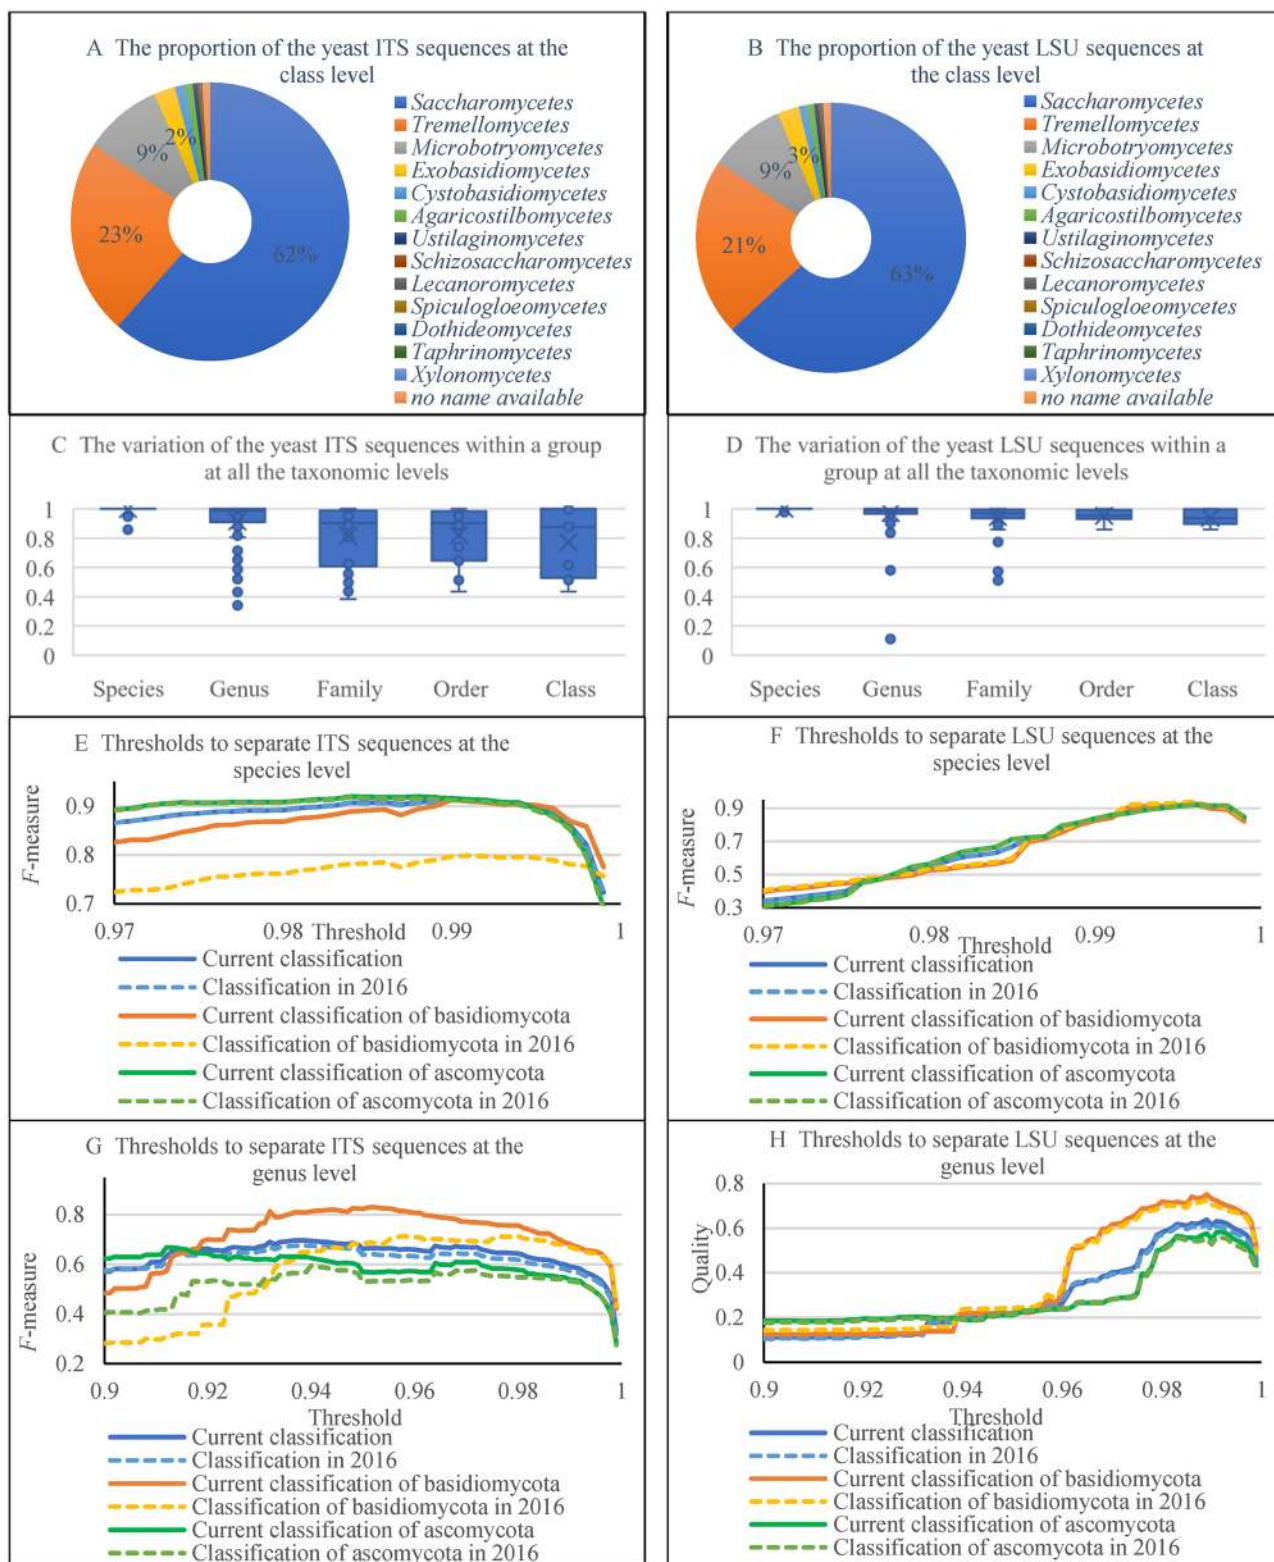 A The proportion of the yeast ITS sequences at the
class level
2%
9%
23%
62%
Saccharomycetes
Tremellomycetes
Microbotryomycetes
Exobasidiomycetes
Cystobasidiomycetes
Agaricostilbomycetes
Ustilaginomycetes
Schizosaccharomycetes
Lecanoromycetes
Spiculogloeomycetes
Dothideomycetes
Taphrinomycetes
Xylonomycetes
no name available
B The proportion of the yeast LSU sequences at
the class level
3%
9%
21%
63%
Saccharomycetes
Tremellomycetes
Microbotryomycetes
Exobasidiomycetes
Cystobasidiomycetes
Agaricostilbomycetes
Ustilaginomycetes
Schizosaccharomycetes
Lecanoromycetes
Spiculogloeomycetes
Dothideomycetes
Taphrinomycetes
Xylonomycetes
no name available
C The variation of the yeast ITS sequences within a group
at all the taxonomic levels
1
0.8
0.6
0.4
0.2
0
Species Genus Family Order Class
D The variation of the yeast LSU sequences within a
group at all the taxonomic levels
1
0.8
0.6
0.4
0.2
0
Species Genus Family Order Class
E Thresholds to separate ITS sequences at the
species level
F-measure
0.9
0.8
0.7
0.97 0.98 0.99 1
Threshold
Current classification
Classification in 2016
Current classification of basidiomycota
Classification of basidiomycota in 2016
Current classification of ascomycota
Classification of ascomycota in 2016
F Thresholds to separate LSU sequences at the
species level
F-measure
0.9
0.7
0.5
0.3
0.97 0.98 0.99 1
Threshold
Current classification
Classification in 2016
Current classification of basidiomycota
Classification of basidiomycota in 2016
Current classification of ascomycota
Classification of ascomycota in 2016
G Thresholds to separate ITS sequences at the
genus level
F-measure
0.8
0.6
0.4
0.2
0.9 0.92 0.94 0.96 0.98 1
Threshold
Current classification
Classification in 2016
Current classification of basidiomycota
Classification of basidiomycota in 2016
Current classification of ascomycota
Classification of ascomycota in 2016
H Thresholds to separate LSU sequences at the
genus level
Quality
0.8
0.6
0.4
0.2
0
0.9 0.92 0.94 0.96 0.98 1
Threshold
Current classification
Classification in 2016
Current classification of basidiomycota
Classification of basidiomycota in 2016
Current classification of ascomycota
Classification of ascomycota in 2016